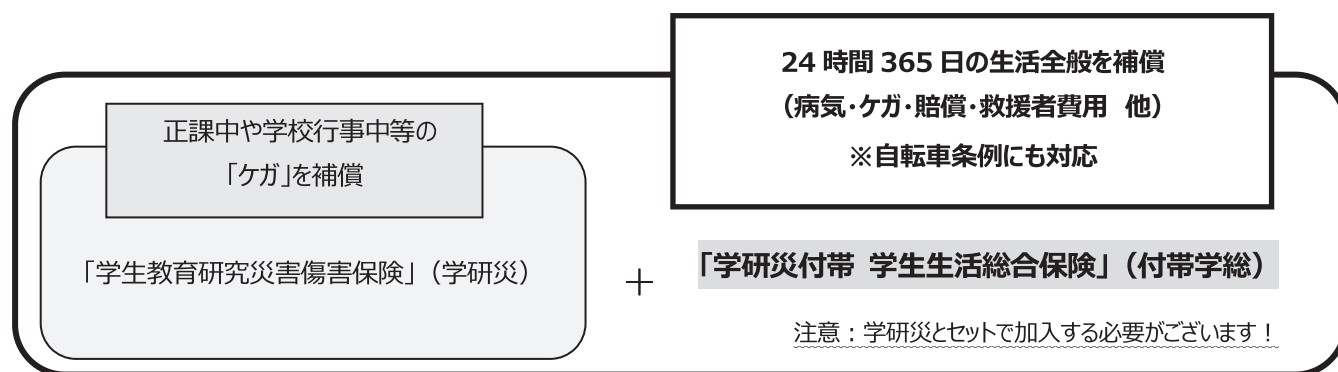 24 時間 365 日の生活全般を補償
（病気・ケガ・賠償・救援者費用 他）
※自転車条例にも対応
正課中や学校行事中等の
「ケガ」を補償
「学生教育研究災害傷害保険」（学研災）
+
「学研災付帯 学生生活総合保険」（付帯学総）
注意：学研災とセットで加入する必要がございます！